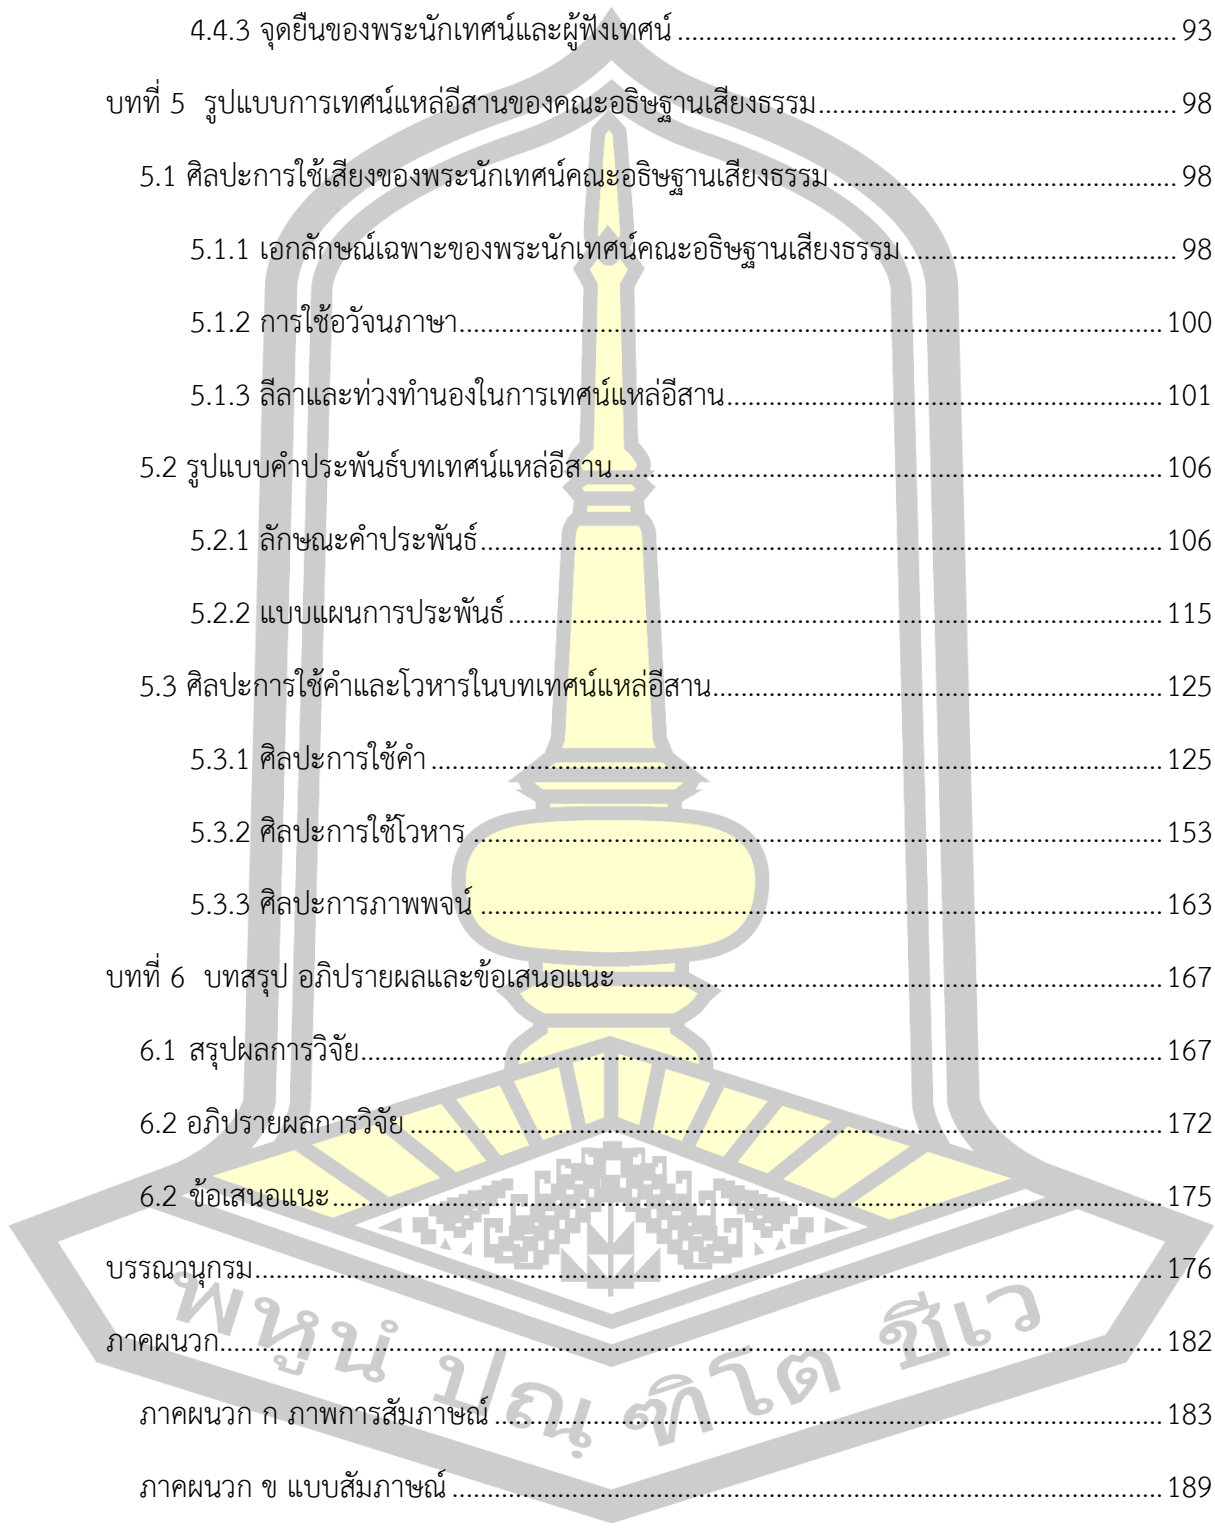 4.4.3 จุดยืนของพระนักเทศน์และผู้ฟังเทศน์ ........ 93
บทที่ 5 รูปแบบการเทศน์แหล่อีสานของคณะอธิษฐานเสียงธรรม ........ 98
5.1 ศิลปะการใช้เสียงของพระนักเทศน์คณะอธิษฐานเสียงธรรม ........ 98
5.1.1 เอกลักษณ์เฉพาะของพระนักเทศน์คณะอธิษฐานเสียงธรรม ........ 98
5.1.2 การใช้อวัจนภาษา ........ 100
5.1.3 ลีลาและท่วงทำนองในการเทศน์แหล่อีสาน ........ 101
5.2 รูปแบบคำประพันธ์บทเทศน์แหล่อีสาน ........ 106
5.2.1 ลักษณะคำประพันธ์ ........ 106
5.2.2 แบบแผนการประพันธ์ ........ 115
5.3 ศิลปะการใช้คำและโวหารในบทเทศน์แหล่อีสาน ........ 125
5.3.1 ศิลปะการใช้คำ ........ 125
5.3.2 ศิลปะการใช้โวหาร ........ 153
5.3.3 ศิลปะการภาพพจน์ ........ 163
บทที่ 6 บทสรุป อภิปรายผลและข้อเสนอแนะ ........ 167
6.1 สรุปผลการวิจัย ........ 167
6.2 อภิปรายผลการวิจัย ........ 172
6.2 ข้อเสนอแนะ ........ 175
บรรณานุกรม ........ 176
ภาคผนวก ........ 182
ภาคผนวก ก ภาพการสัมภาษณ์ ........ 183
ภาคผนวก ข แบบสัมภาษณ์ ........ 189
พหูนํ ปณฺฑิโต ชีเว